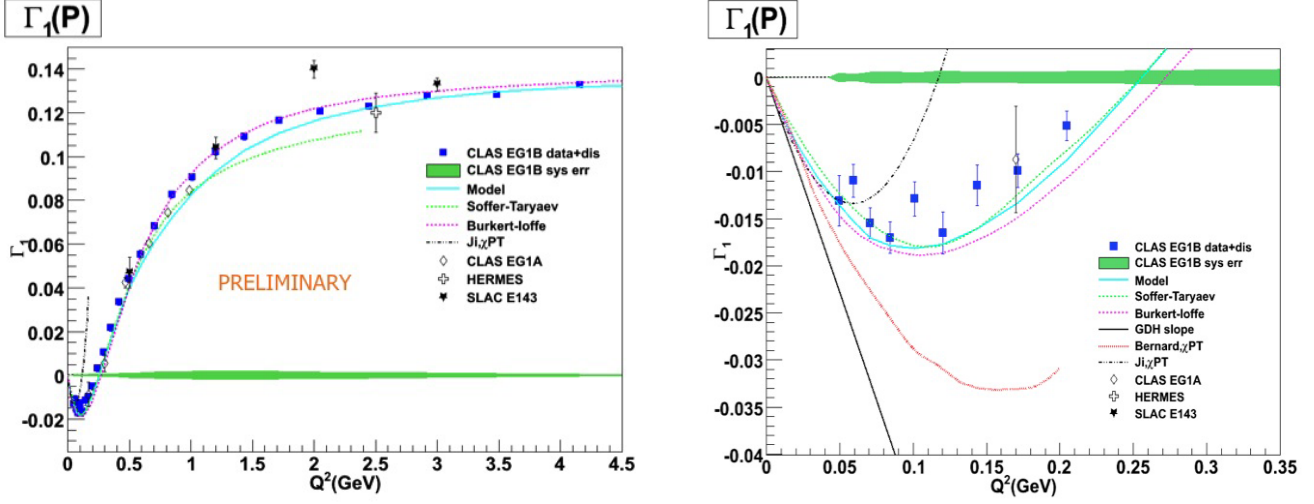 Γ₁(P)
0.14
0.12
0.1
0.08
0.06
0.04
0.02
0
-0.02
Γ₁
CLAS EG1B data+dis
CLAS EG1B sys err
Model
Soffer-Taryaev
Burkert-Ioffe
Ji,χPT
CLAS EG1A
HERMES
SLAC E143
PRELIMINARY
0 0.5 1 1.5 2 2.5 3 3.5 4 4.5
Q²(GeV)
Γ₁(P)
0
-0.005
-0.01
-0.015
-0.02
-0.025
-0.03
-0.035
-0.04
Γ₁
CLAS EG1B data+dis
CLAS EG1B sys err
Model
Soffer-Taryaev
Burkert-Ioffe
GDH slope
Bernard,χPT
Ji,χPT
CLAS EG1A
HERMES
SLAC E143
0 0.05 0.1 0.15 0.2 0.25 0.3 0.35
Q²(GeV)